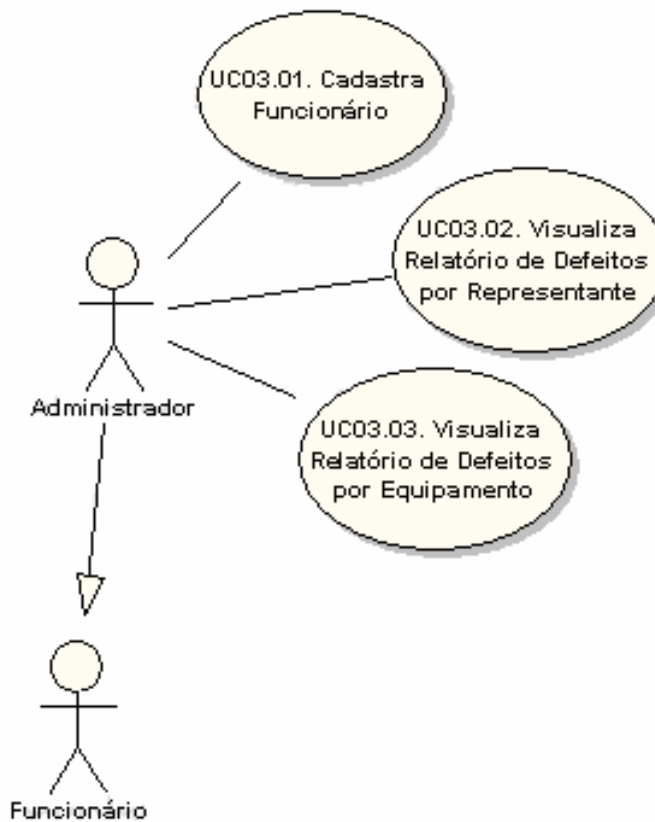 UC03.01. Cadastra
Funcionário
UC03.02. Visualiza
Relatório de Defeitos
por Representante
Administrador
UC03.03. Visualiza
Relatório de Defeitos
por Equipamento
Funcionário